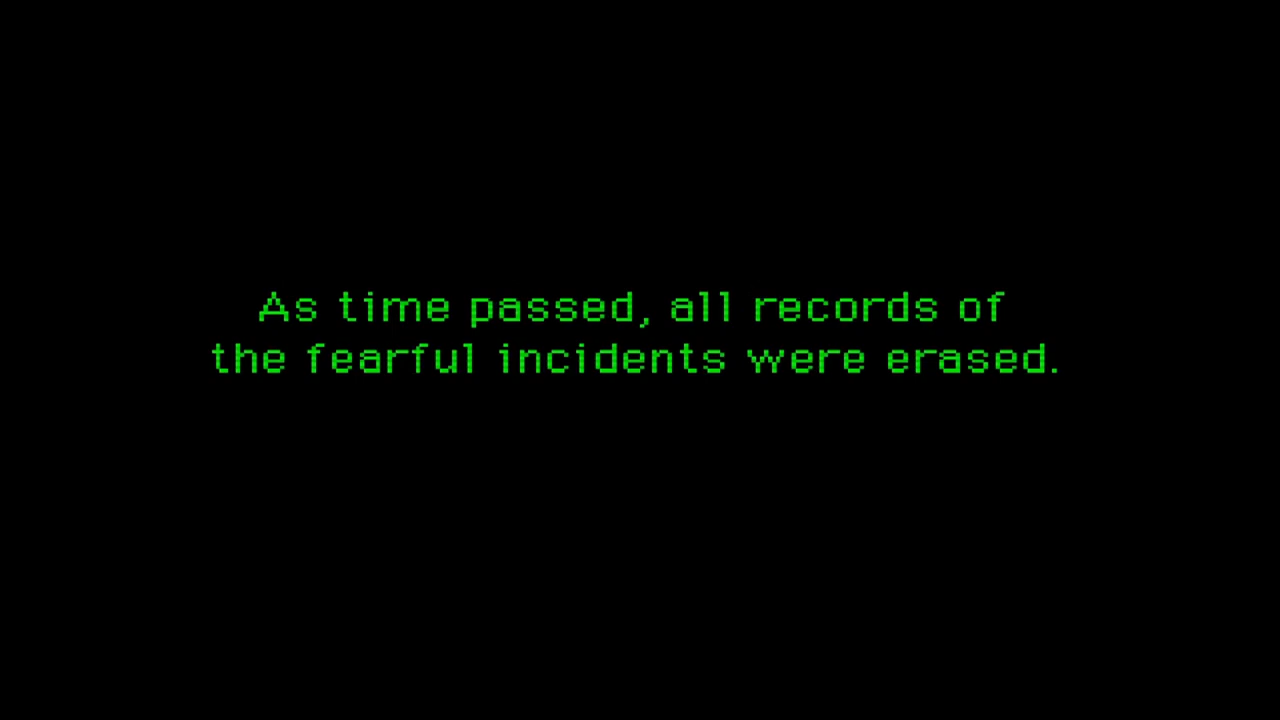 As time passed, all records of
the fearful incidents were erased.